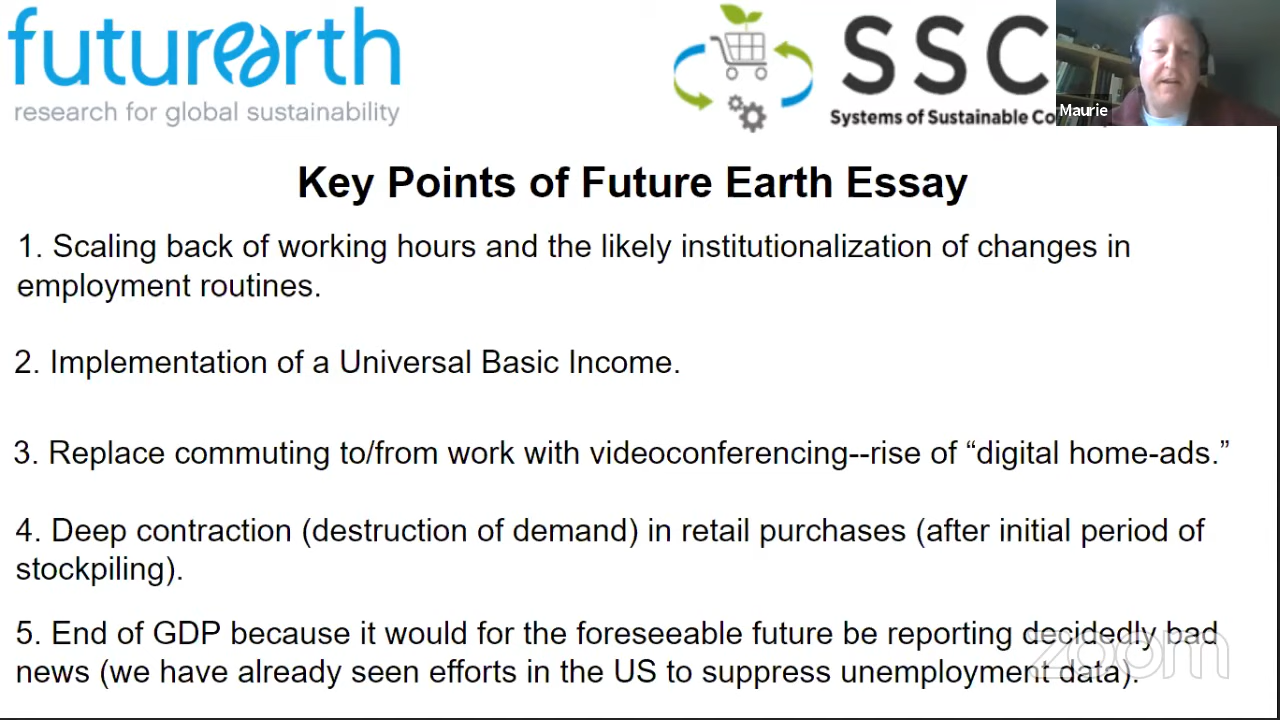 futurearth
research for global sustainability
SSC
Systems of Sustainable Co
Maurie
Key Points of Future Earth Essay
1. Scaling back of working hours and the likely institutionalization of changes in
employment routines.
2. Implementation of a Universal Basic Income.
3. Replace commuting to/from work with videoconferencing--rise of “digital home-ads.”
4. Deep contraction (destruction of demand) in retail purchases (after initial period of
stockpiling).
5. End of GDP because it would for the foreseeable future be reporting decidedly bad
news (we have already seen efforts in the US to suppress unemployment data).
zoom